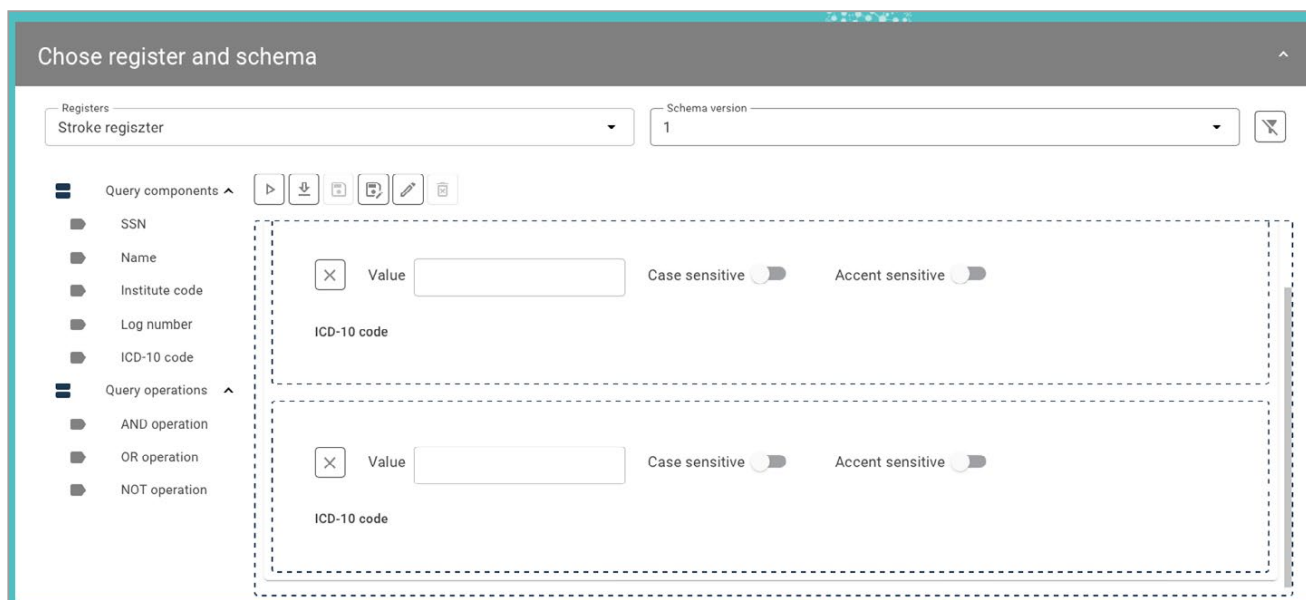 Chose register and schema
Registers
Stroke regiszter
Schema version
1
Query components
SSN
Name
Institute code
Log number
ICD-10 code
Query operations
AND operation
OR operation
NOT operation
Value
Case sensitive
Accent sensitive
ICD-10 code
Value
Case sensitive
Accent sensitive
ICD-10 code